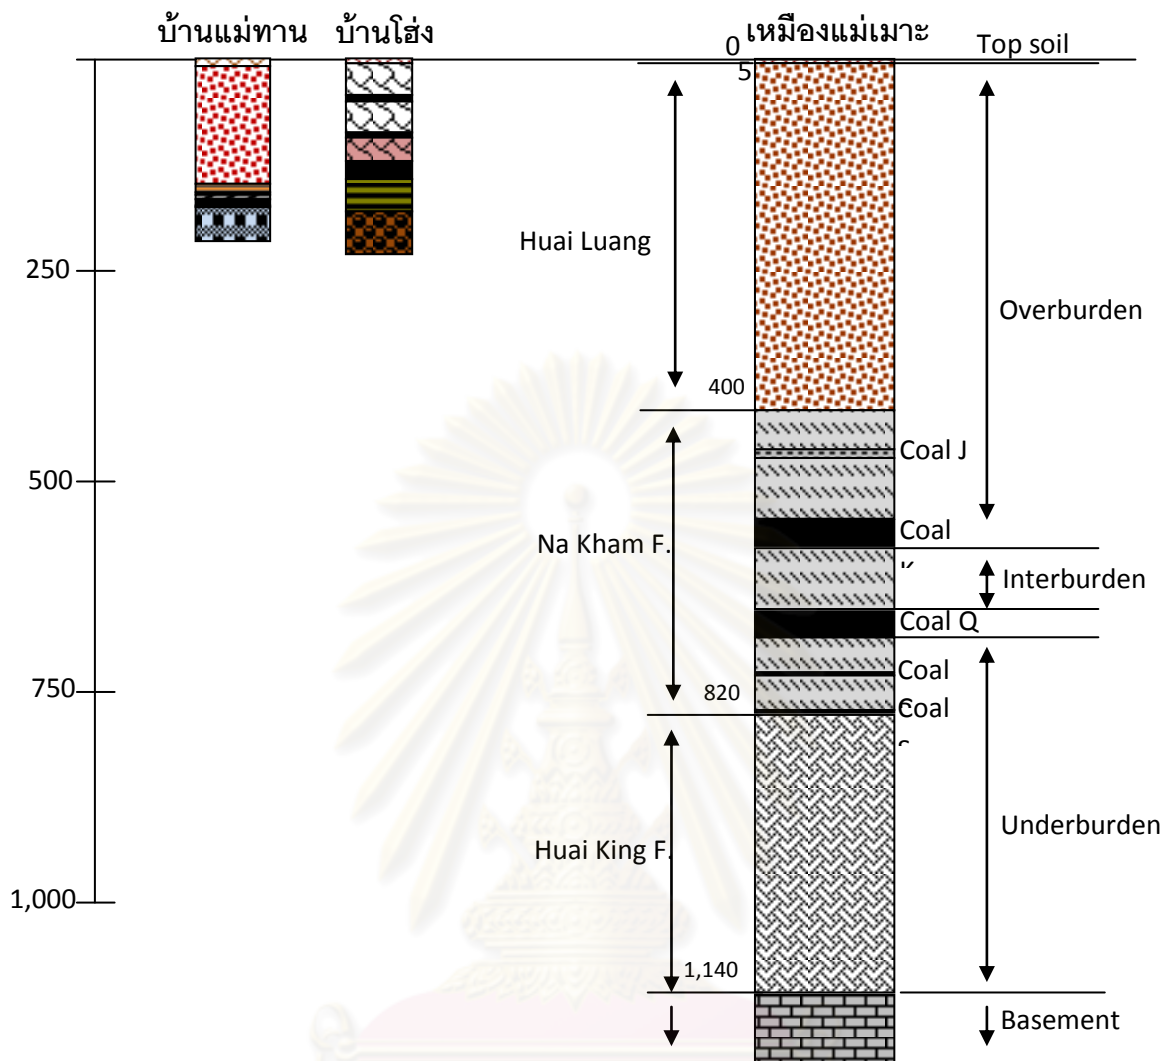 บ้านแม่ทาน บ้านโฮ่ง เหมืองแม่เมาะ
0 Top soil
5
Huai Luang
250
Overburden
400
Coal J
500
Coal
Na Kham F.
Interburden
Coal Q
Coal
750
820
Coal
Underburden
Huai King F.
1,000
1,140
Basement